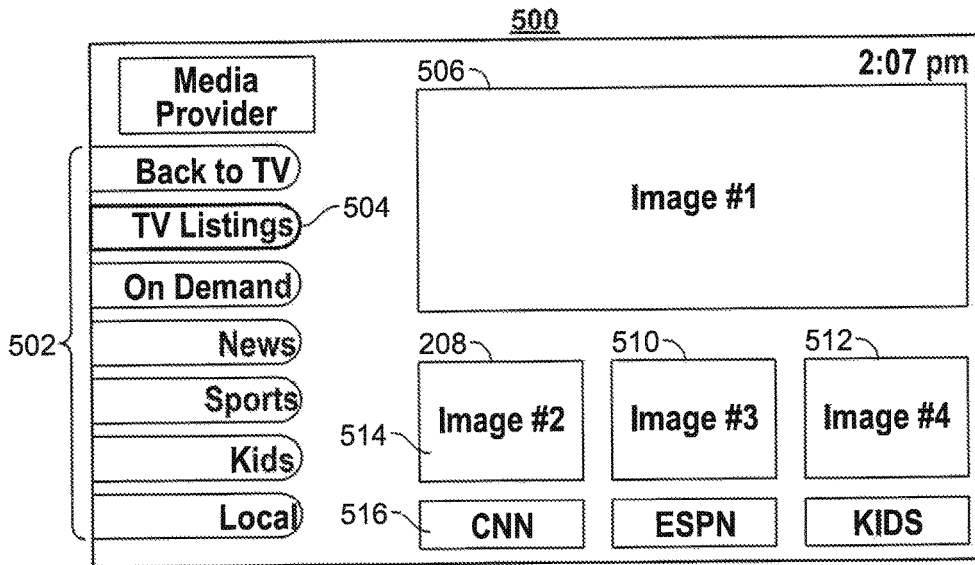 500
2:07 pm
Media
Provider
Back to TV
TV Listings
504
On Demand
News
Sports
Kids
Local
502
506
Image #1
208
510
512
Image #2
Image #3
Image #4
514
516
CNN
ESPN
KIDS